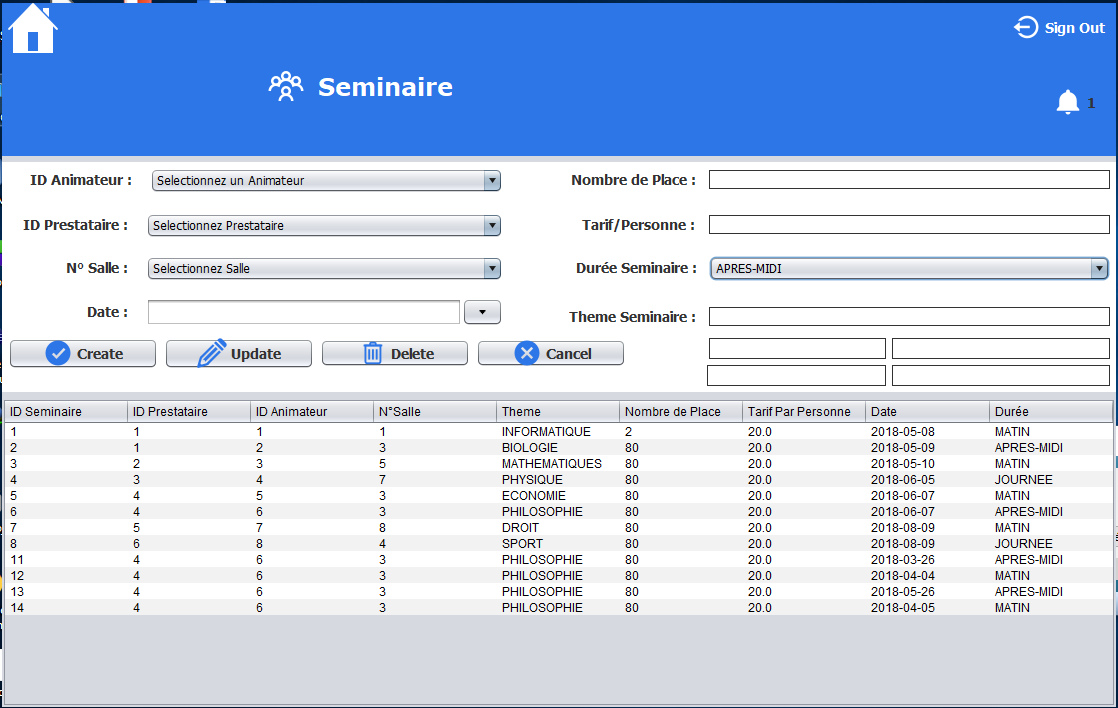 Sign Out
Seminaire
1
ID Animateur : Selectionnez un Animateur Nombre de Place :
ID Prestataire : Selectionnez Prestataire Tarif/Personne :
N° Salle : Selectionnez Salle Durée Seminaire : APRES-MIDI
Date : Theme Seminaire :
Create Update Delete Cancel
ID Seminaire ID Prestataire ID Animateur N°Salle Theme Nombre de Place Tarif Par Personne Date Durée
1 1 1 1 INFORMATIQUE 2 20.0 2018-05-08 MATIN
2 1 2 3 BIOLOGIE 80 20.0 2018-05-09 APRES-MIDI
3 2 3 5 MATHEMATIQUES 80 20.0 2018-05-10 MATIN
4 3 4 7 PHYSIQUE 80 20.0 2018-06-05 JOURNEE
5 4 5 3 ECONOMIE 80 20.0 2018-06-07 MATIN
6 4 6 3 PHILOSOPHIE 80 20.0 2018-06-07 APRES-MIDI
7 5 7 8 DROIT 80 20.0 2018-08-09 MATIN
8 6 8 4 SPORT 80 20.0 2018-08-09 JOURNEE
11 4 6 3 PHILOSOPHIE 80 20.0 2018-03-26 APRES-MIDI
12 4 6 3 PHILOSOPHIE 80 20.0 2018-04-04 MATIN
13 4 6 3 PHILOSOPHIE 80 20.0 2018-05-26 APRES-MIDI
14 4 6 3 PHILOSOPHIE 80 20.0 2018-04-05 MATIN